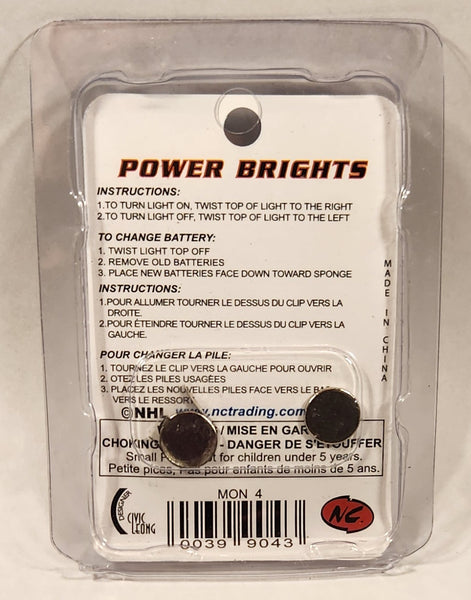 POWER BRIGHTS
INSTRUCTIONS:
1.TO TURN LIGHT ON, TWIST TOP OF LIGHT TO THE RIGHT
2.TO TURN LIGHT OFF, TWIST TOP OF LIGHT TO THE LEFT
TO CHANGE BATTERY:
1. TWIST LIGHT TOP OFF
2. REMOVE OLD BATTERIES
3. PLACE NEW BATTERIES FACE DOWN TOWARD SPONGE
MADE IN CHINA
INSTRUCTIONS:
1.POUR ALLUMER TOURNER LE DESSUS DU CLIP VERS LA
DROITE.
2.POUR ÉTEINDRE TOURNER LE DESSUS DU CLIP VERS LA
GAUCHE.
POUR CHANGER LA PILE:
1. TOURNEZ LE CLIP VERS LA GAUCHE POUR OUVRIR
2. OTEZ LES PILES USAGÉES
3. PLACEZ LES NOUVELLES PILES FACE VERS LE
VERS LE RESSORT
©NHL www.nctrading.com
/MISE EN
CHOKING - DANGER DE S'ETOUFFER
Small for children under 5 years.
Petite pices, Pas pour enfants de moins de 5 ans.
MON 4
DESIGNER
CIVIC
LEONG
NC
0039 9043